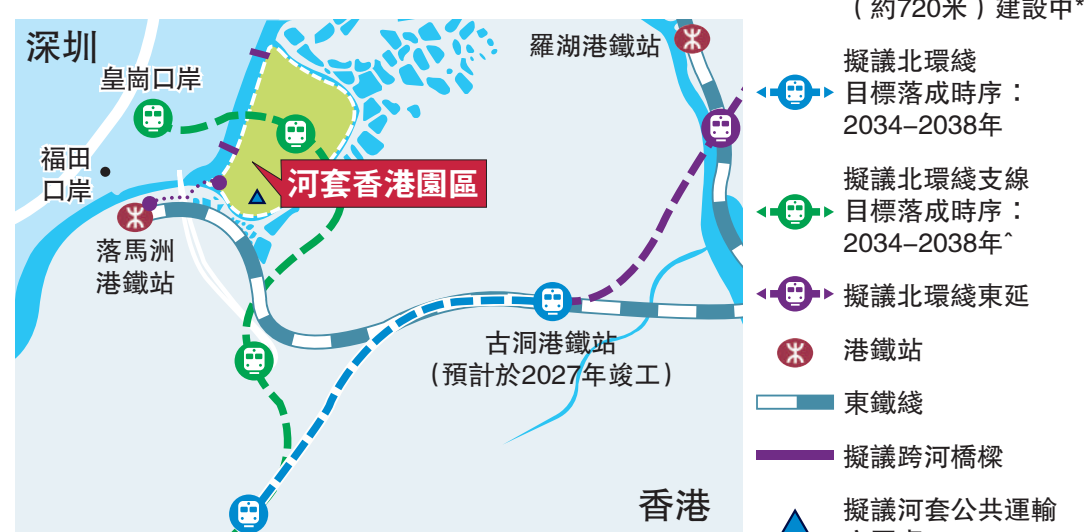 深圳
皇崗口岸
福田
口岸
羅湖港鐵站
河套香港園區
落馬洲
港鐵站
古洞港鐵站
（預計於2027年竣工）
香港
（約720米）建設中*
擬議北環綫
目標落成時序：
2034–2038年
擬議北環綫支線
目標落成時序：
2034–2038年^
擬議北環綫東延
港鐵站
東鐵綫
擬議跨河橋樑
擬議河套公共運輸